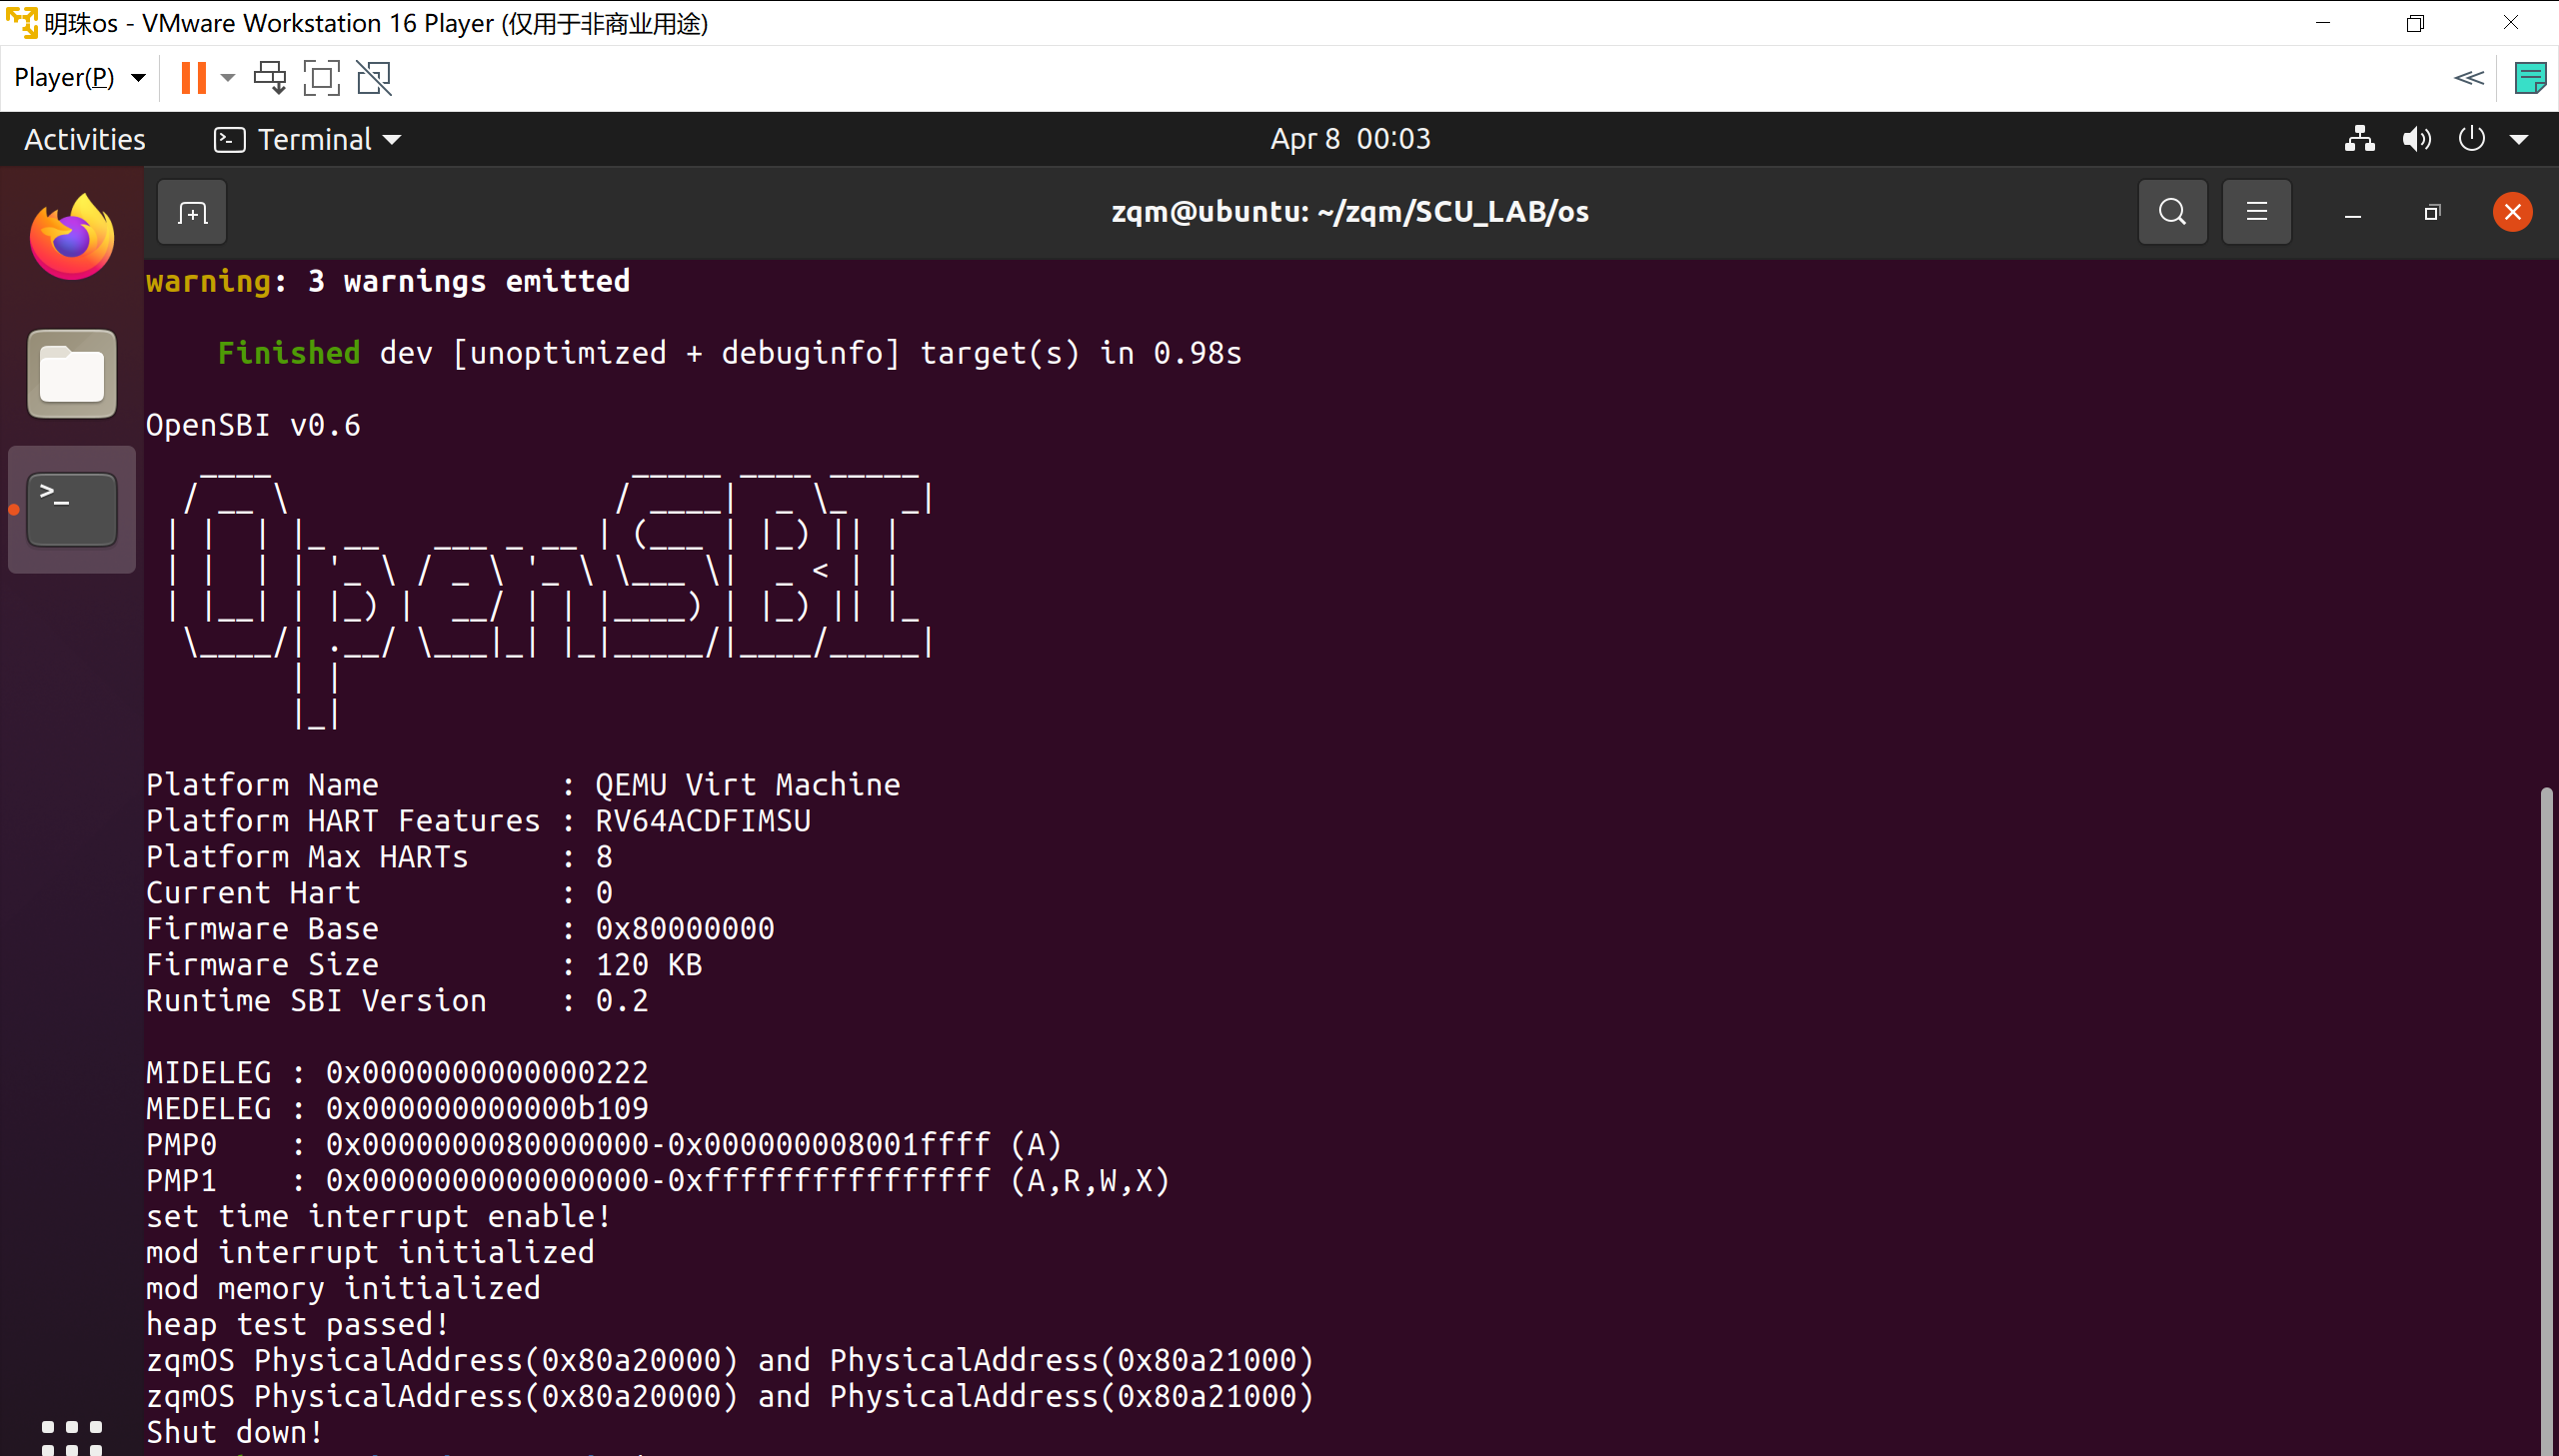 明珠os - VMware Workstation 16 Player (仅用于非商业用途)
Player(P)
Activities
Terminal
Apr 8 00:03
zqm@ubuntu: ~/zqm/SCU_LAB/os
warning: 3 warnings emitted
Finished dev [unoptimized + debuginfo] target(s) in 0.98s
OpenSBI v0.6
OpenSBI
Platform Name : QEMU Virt Machine
Platform HART Features : RV64ACDFIMSU
Platform Max HARTs : 8
Current Hart : 0
Firmware Base : 0x80000000
Firmware Size : 120 KB
Runtime SBI Version : 0.2
MIDELEG : 0x0000000000000222
MEDELEG : 0x000000000000b109
PMP0 : 0x0000000080000000-0x000000008001ffff (A)
PMP1 : 0x0000000000000000-0xffffffffffffffff (A,R,W,X)
set time interrupt enable!
mod interrupt initialized
mod memory initialized
heap test passed!
zqmOS PhysicalAddress(0x80a20000) and PhysicalAddress(0x80a21000)
zqmOS PhysicalAddress(0x80a20000) and PhysicalAddress(0x80a21000)
Shut down!